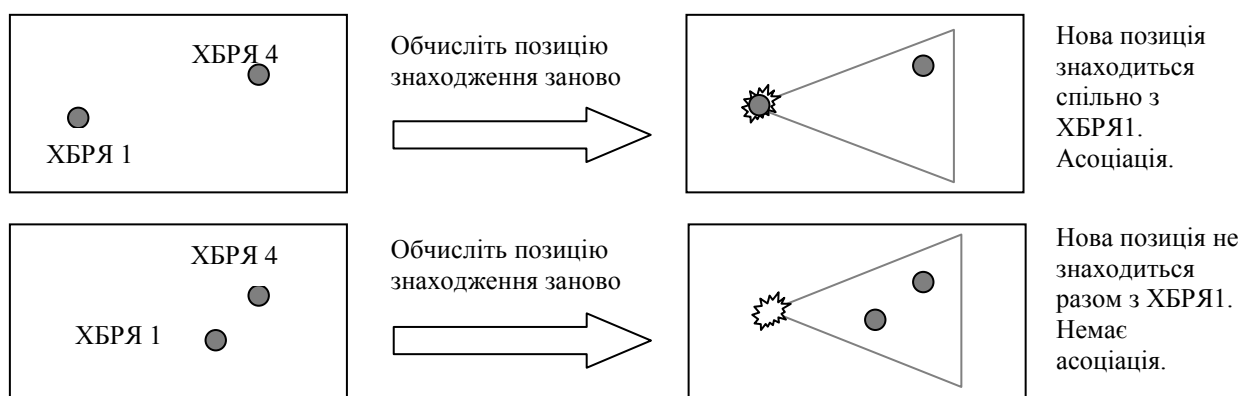 ХБРЯ 4
ХБРЯ 1
Обчисліть позицію
знаходження заново
Нова позиція
знаходиться
спільно з
ХБРЯ1.
Асоціація.
ХБРЯ 4
ХБРЯ 1
Обчисліть позицію
знаходження заново
Нова позиція не
знаходиться
разом з ХБРЯ1.
Немає
асоціація.